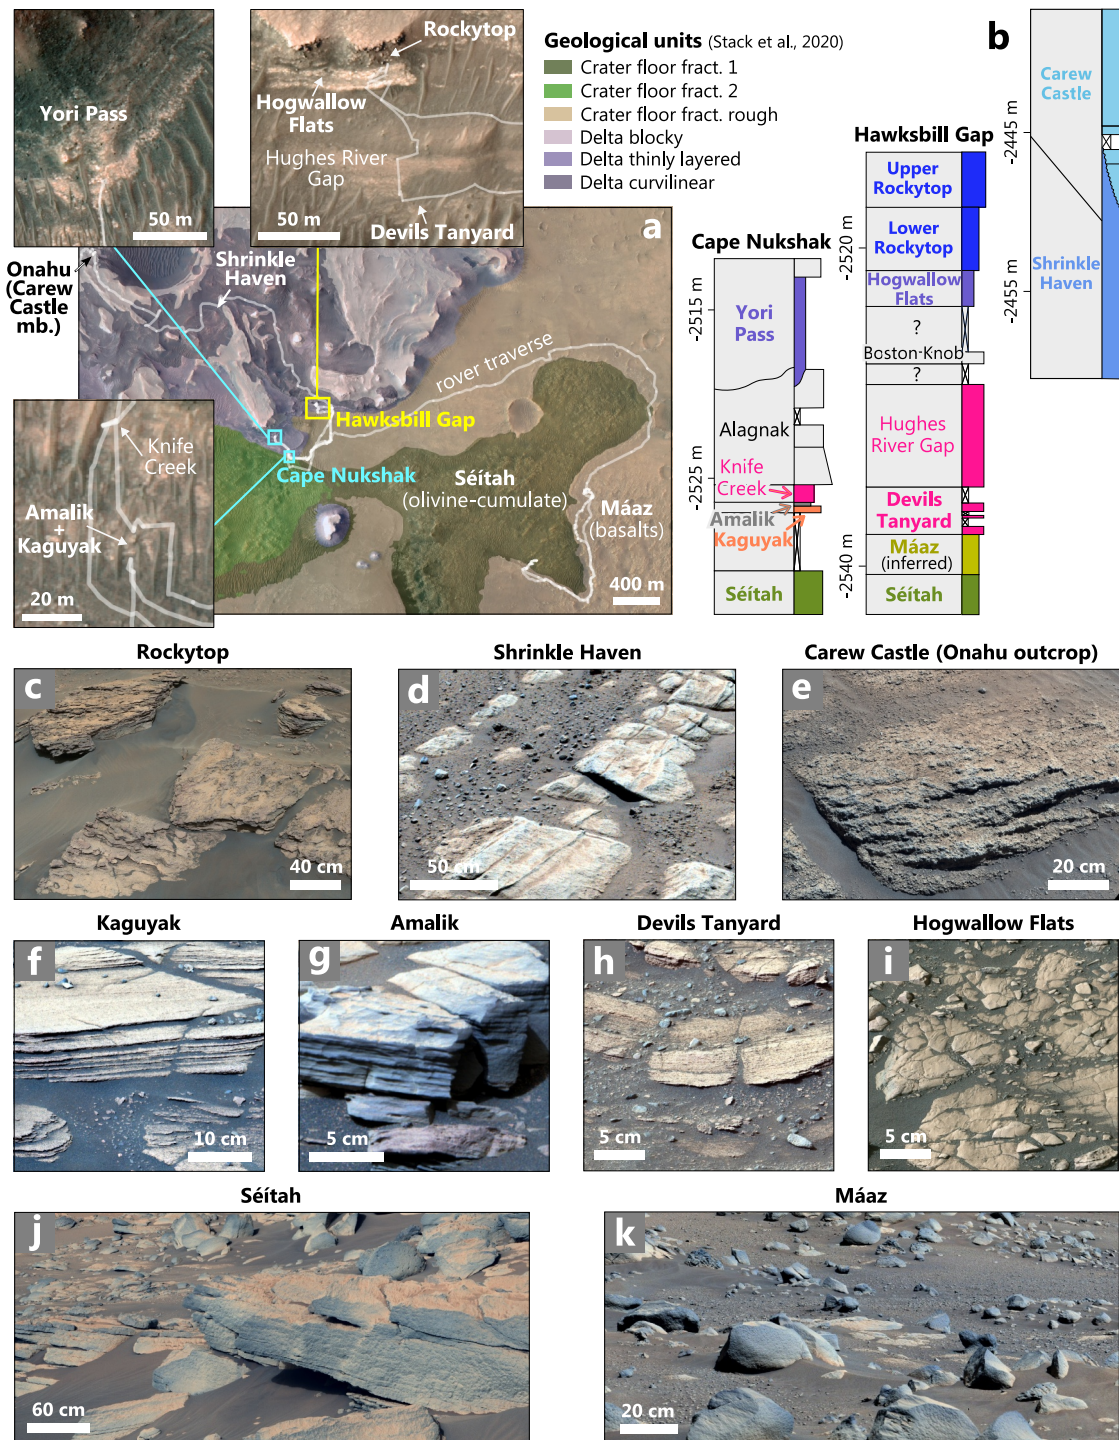 Yori Pass
50 m
Rockytop
Hogwallow
Flats
Hughes River
Gap
50 m
Devils Tanyard
Geological units (Stack et al., 2020)
Crater floor fract. 1
Crater floor fract. 2
Crater floor fract. rough
Delta blocky
Delta thinly layered
Delta curvilinear
a
Onahu
(Carew
Castle
mb.)
Shrinkle
Haven
rover traverse
Hawksbill Gap
Cape Nukshak
Séítah
(olivine-cumulate)
Máaz
(basalts)
400 m
Knife
Creek
Amalik
+
Kaguyak
20 m
b
Cape Nukshak
-2515 m
-2525 m
Yori
Pass
Alagnak
Knife
Creek
Amalik
Kaguyak
Séítah
Hawksbill Gap
-2520 m
-2540 m
Upper
Rockytop
Lower
Rockytop
Hogwallow
Flats
?
Boston-Knob
?
Hughes
River Gap
Devils
Tanyard
Máaz
(inferred)
Séítah
-2445 m
-2455 m
Carew
Castle
Shrinkle
Haven
Rockytop
c
40 cm
Shrinkle Haven
d
50 cm
Carew Castle (Onahu outcrop)
e
20 cm
Kaguyak
f
10 cm
Amalik
g
5 cm
Devils Tanyard
h
5 cm
Hogwallow Flats
i
5 cm
Séítah
j
60 cm
Máaz
k
20 cm